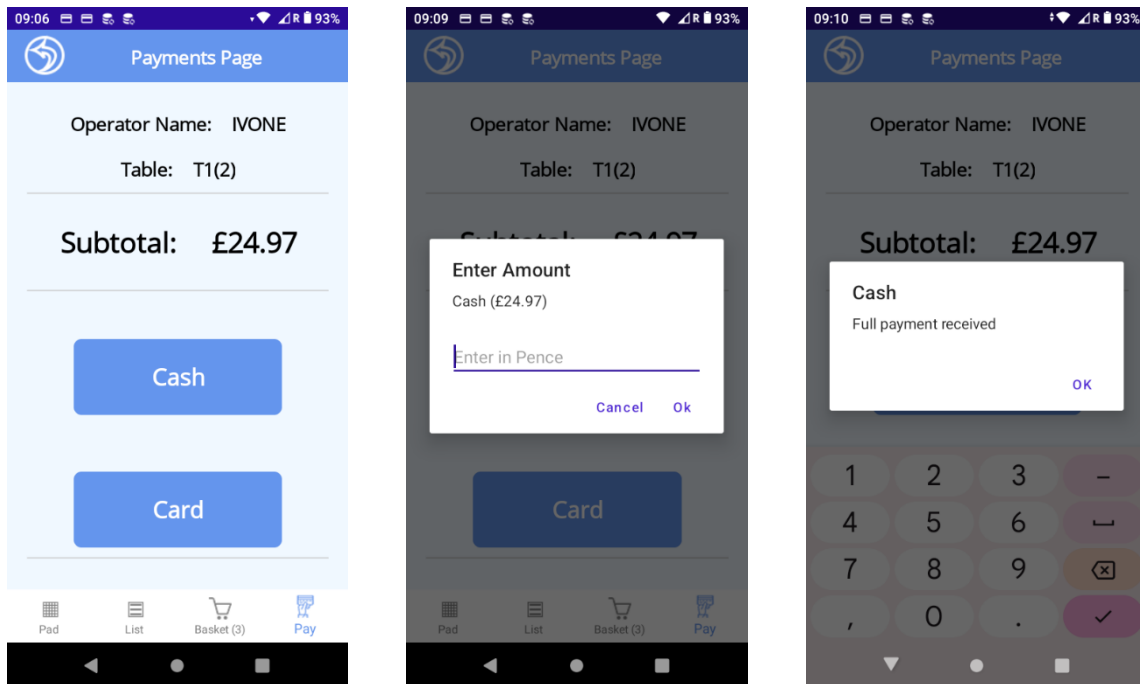 09:06 R 93%
Payments Page
Operator Name: IVONE
Table: T1(2)
Subtotal: £24.97
Cash
Card
Pad List Basket (3) Pay
09:09 R 93%
Payments Page
Operator Name: IVONE
Table: T1(2)
Subtotal: £24.97
Enter Amount
Cash (£24.97)
Enter in Pence
Cancel Ok
Card
Pad List Basket (3) Pay
09:10 R 93%
Payments Page
Operator Name: IVONE
Table: T1(2)
Subtotal: £24.97
Cash
Full payment received
OK
1 2 3 -
4 5 6
7 8 9
, 0 .